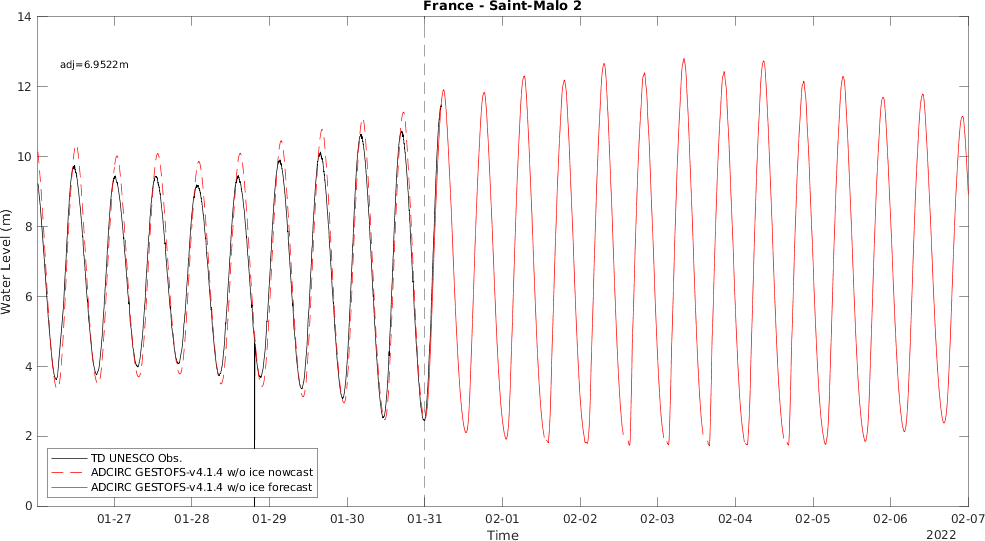 France - Saint-Malo 2
adj=6.9522m
14
12
10
8
6
4
2
0
Water Level (m)
TD UNESCO Obs.
ADCIRC GESTOFS-v4.1.4 w/o ice nowcast
ADCIRC GESTOFS-v4.1.4 w/o ice forecast
01-27 01-28 01-29 01-30 01-31 02-01 02-02 02-03 02-04 02-05 02-06 02-07
Time
2022